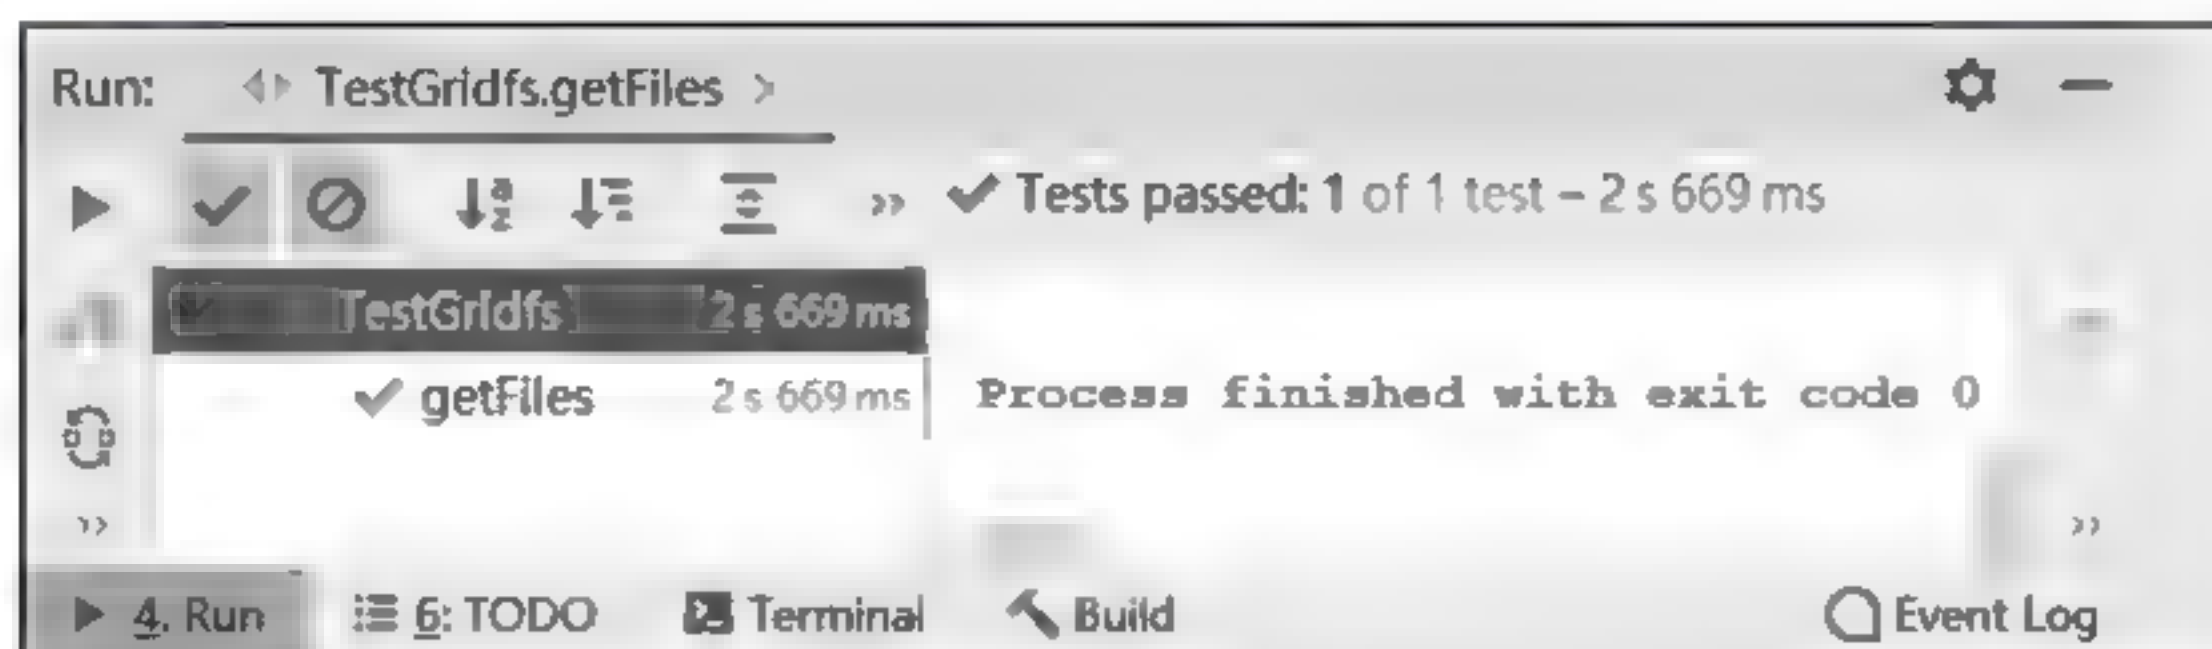 Run: TestGridfs.getFiles
Tests passed: 1 of 1 test – 2 s 669 ms
TestGridfs 2 s 669 ms
getFiles 2 s 669 ms
Process finished with exit code 0
4. Run 6: TODO Terminal Build Event Log